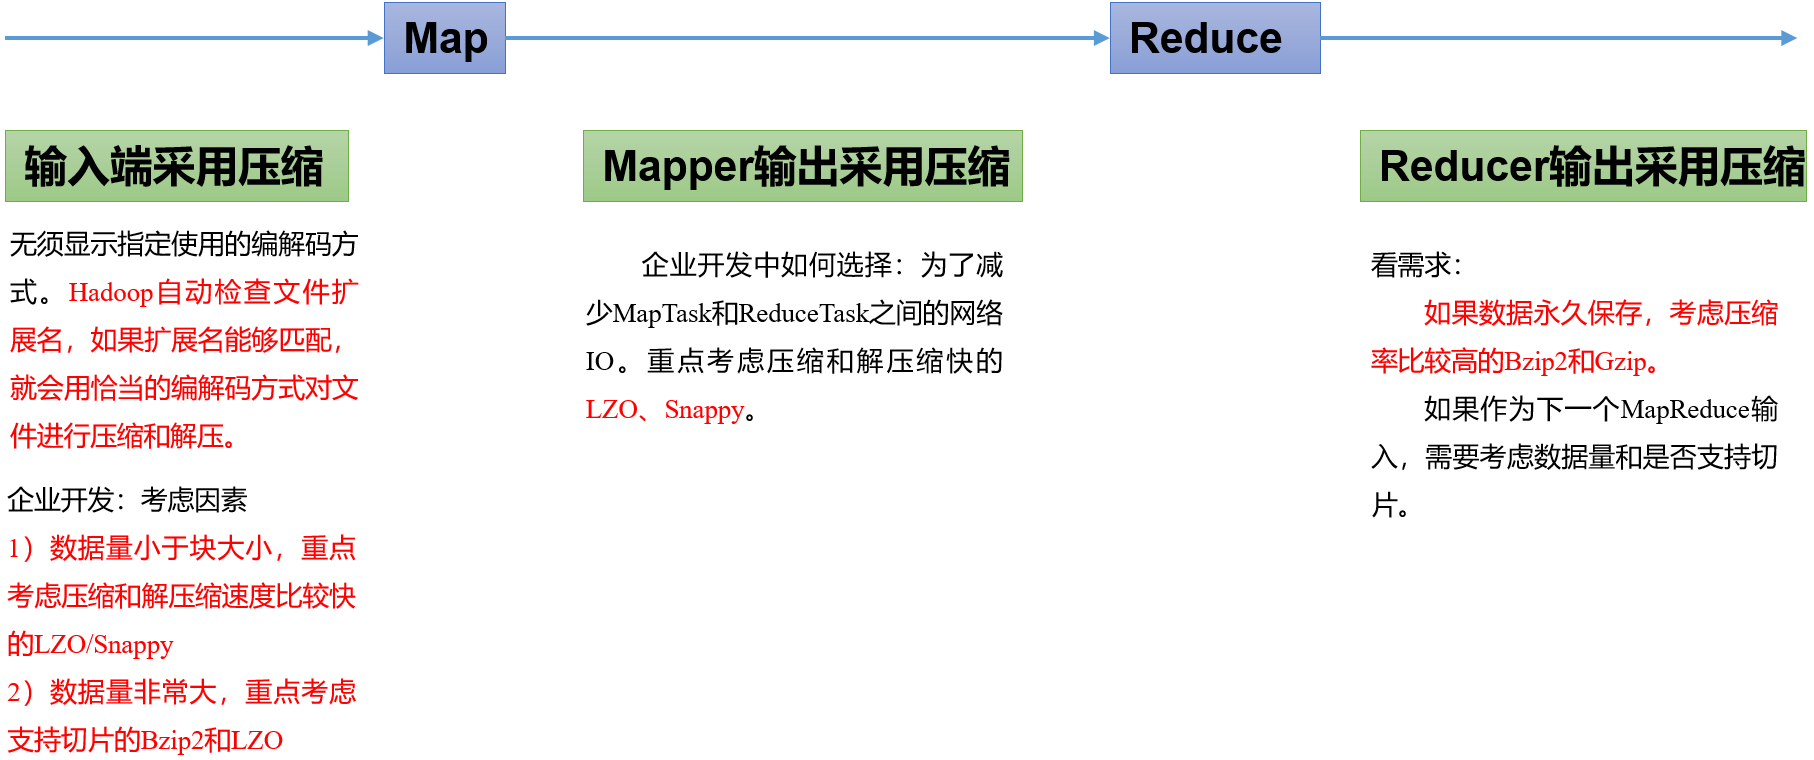 Map
Reduce
输入端采用压缩
无须显示指定使用的编解码方
式。Hadoop自动检查文件扩
展名，如果扩展名能够匹配，
就会用恰当的编解码方式对文
件进行压缩和解压。
企业开发：考虑因素
1）数据量小于块大小，重点
考虑压缩和解压缩速度比较快
的LZO/Snappy
2）数据量非常大，重点考虑
支持切片的Bzip2和LZO
Mapper输出采用压缩
企业开发中如何选择：为了减
少MapTask和ReduceTask之间的网络
IO。重点考虑压缩和解压缩快的
LZO、Snappy。
Reducer输出采用压缩
看需求：
如果数据永久保存，考虑压缩
率比较高的Bzip2和Gzip。
如果作为下一个MapReduce输
入，需要考虑数据量和是否支持切
片。